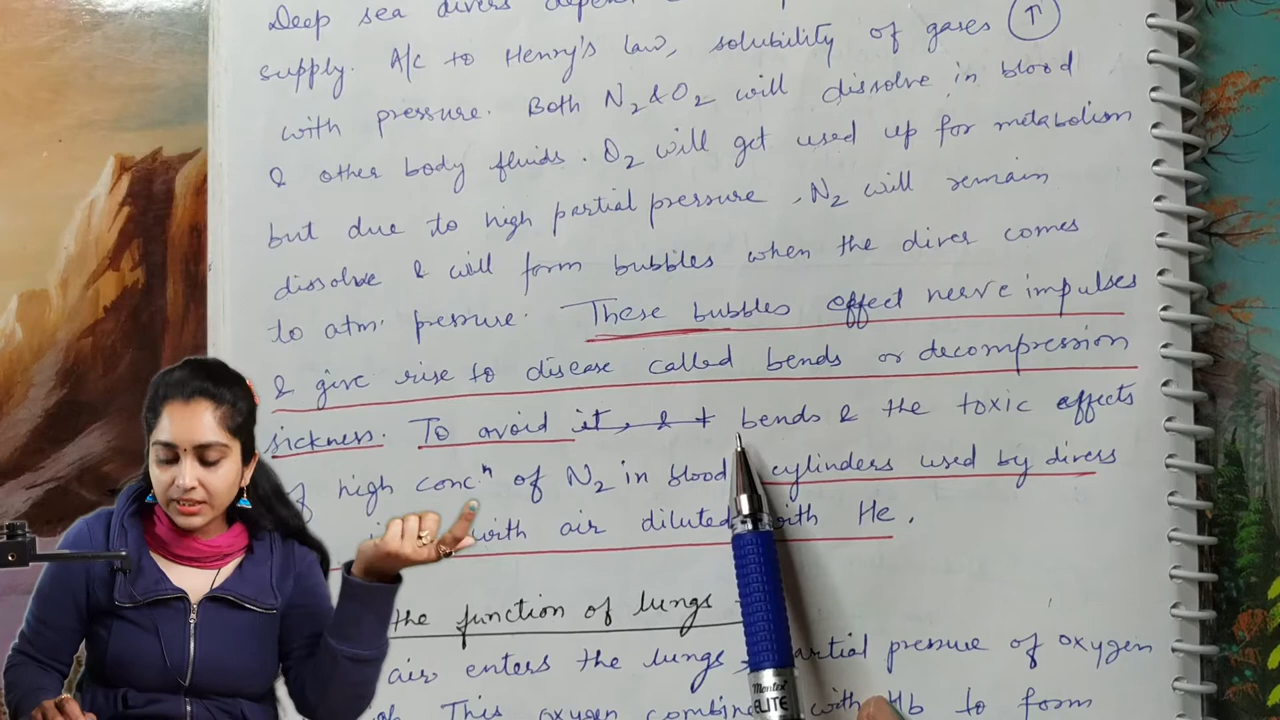 Deep sea divers depend
supply. A/c to Henry's law, solubility of gases ↑
with pressure. Both N2 & O2 will dissolve in blood
& other body fluids. O2 will get used up for metabolism
but due to high partial pressure, N2 will remain
dissolve & will form bubbles when the diver comes
to atm. pressure. These bubbles effect nerve impulses
& give rise to disease called bends or decompression
sickness. To avoid it, & t bends & the toxic effects
of high concn of N2 in blood cylinders used by divers
with air diluted with He.
the function of lungs
air enters the lungs, partial pressure of oxygen
This oxygen combine with Hb to form
Montex
ELITE